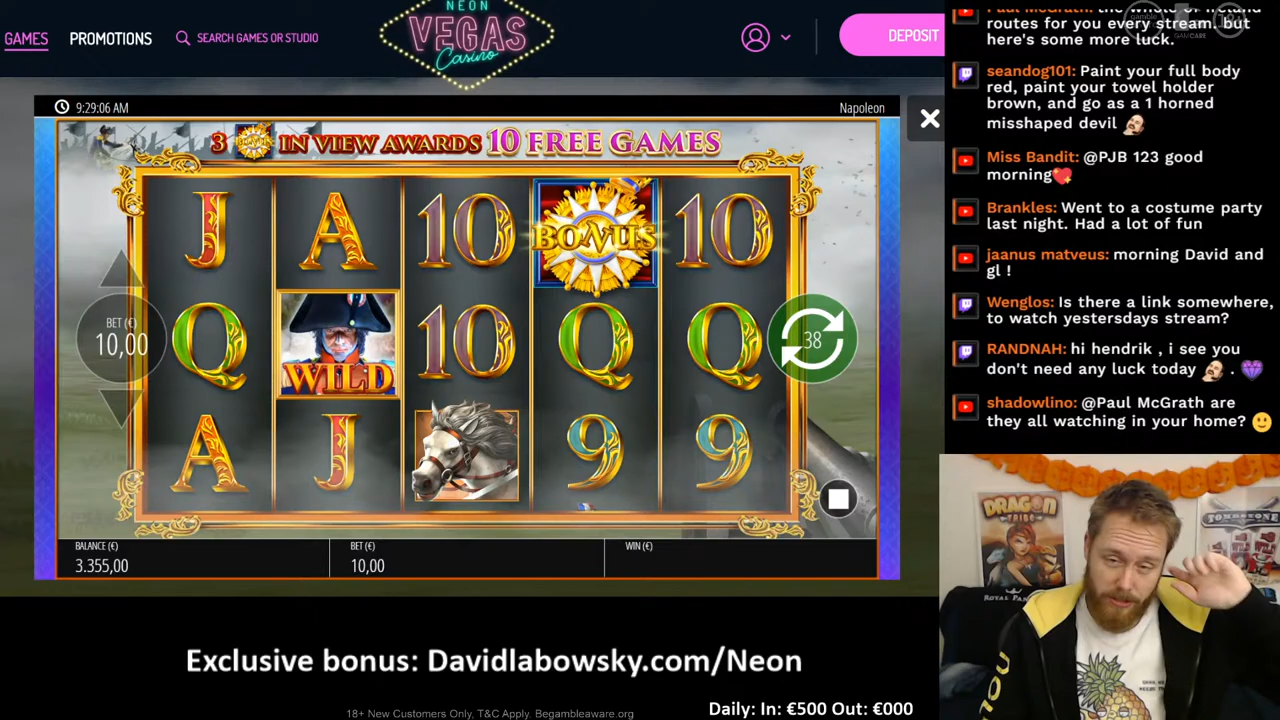 GAMES
PROMOTIONS
SEARCH GAMES OR STUDIO
NEON
VEGAS
Casino
DEPOSIT
9:29:06 AM
Napoleon
3 BONUS IN VIEW AWARDS 10 FREE GAMES
J A 10 BONUS 10
BET (€)
10,00
Q WILD 10 Q Q
38
A J 9 9
BALANCE (€)
3.355,00
BET (€)
10,00
WIN (€)
Exclusive bonus: Davidlabowsky.com/Neon
18+ New Customers Only, T&C Apply. Begambleaware.org
Daily: In: €500 Out: €000
routes for you every stream, but
here's some more luck.
seandog101: Paint your full body
red, paint your towel holder
brown, and go as a 1 horned
misshaped devil
Miss Bandit: @PJB 123 good
morning
Brankles: Went to a costume party
last night. Had a lot of fun
jaanus matveus: morning David and
gl !
Wenglos: Is there a link somewhere,
to watch yesterdays stream?
RANDNAH: hi hendrik , i see you
don't need any luck today .
shadowlino: @Paul McGrath are
they all watching in your home?
DRAGON
TRIBE
TOMBSTONE